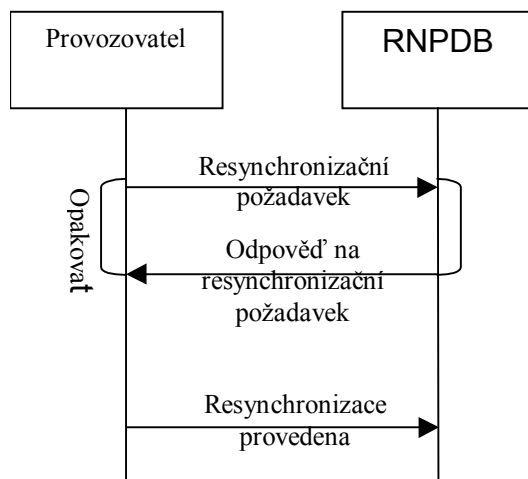 Provozovatel
RNPDB
Resynchronizační
požadavek
Opakovat
Odpověď na
resynchronizační
požadavek
Resynchronizace
provedena